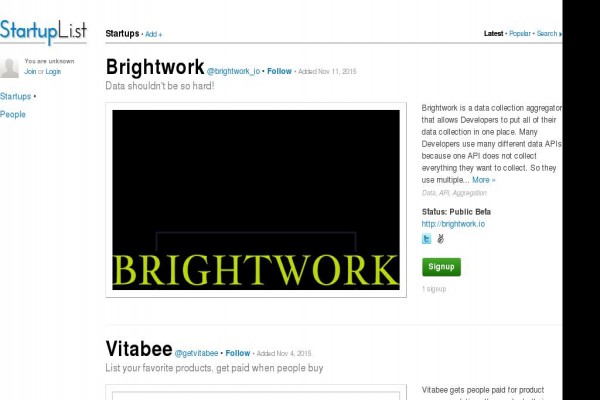 StartupLi.st
Startups • Add +
Latest • Popular • Search
You are unknown
Join or Login
Startups •
People
Brightwork @brightwork_io • Follow • Added Nov 11, 2015
Data shouldn't be so hard!
BRIGHTWORK
Brightwork is a data collection aggregator
that allows Developers to put all of their
data collection in one place. Many
Developers use many different data APIs
because one API does not collect
everything they want to collect. So they
use multiple... More »
Data, API, Aggregation
Status: Public Beta
http://brightwork.io
Signup
1 signup
Vitabee @getvitabee • Follow • Added Nov 4, 2015
List your favorite products, get paid when people buy
Vitabee gets people paid for product